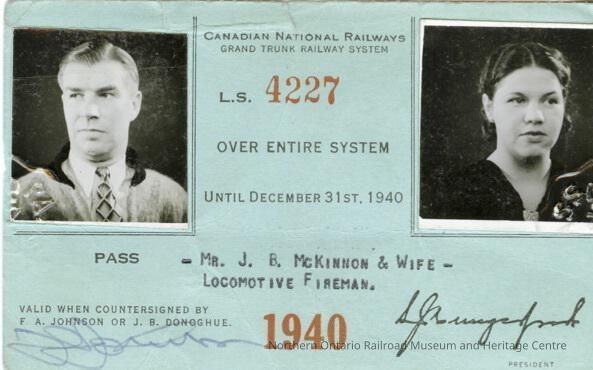 CANADIAN NATIONAL RAILWAYS
GRAND TRUNK RAILWAY SYSTEM
L.S. 4227
OVER ENTIRE SYSTEM
UNTIL DECEMBER 31ST, 1940
PASS
- MR. J. B. MCKINNON & WIFE -
LOCOMOTIVE FIREMAN.
VALID WHEN COUNTERSIGNED BY
F. A. JOHNSON OR J. B. DONOGHUE.
1940
Northern Ontario Railroad Museum and Heritage Centre
PRESIDENT